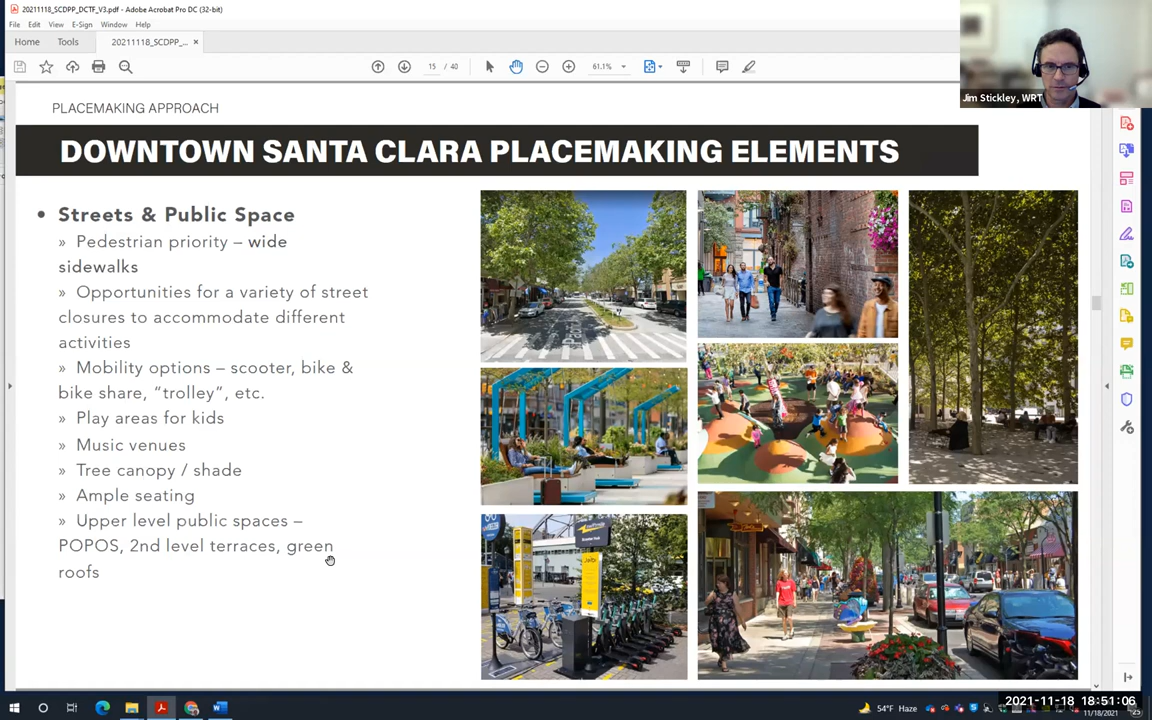 20211118_SCDPP_DCTF_V3.pdf - Adobe Acrobat Pro DC (32-bit)
File Edit View E-Sign Window Help
Home Tools 20211118_SCDPP_... ×
15 / 40 61.1%
Jim Stickley, WRT
PLACEMAKING APPROACH
DOWNTOWN SANTA CLARA PLACEMAKING ELEMENTS
• Streets & Public Space
» Pedestrian priority – wide
sidewalks
» Opportunities for a variety of street
closures to accommodate different
activities
» Mobility options – scooter, bike &
bike share, “trolley”, etc.
» Play areas for kids
» Music venues
» Tree canopy / shade
» Ample seating
» Upper level public spaces –
POPOS, 2nd level terraces, green
roofs
54°F Haze
2021-11-18 18:51:06
11/18/2021